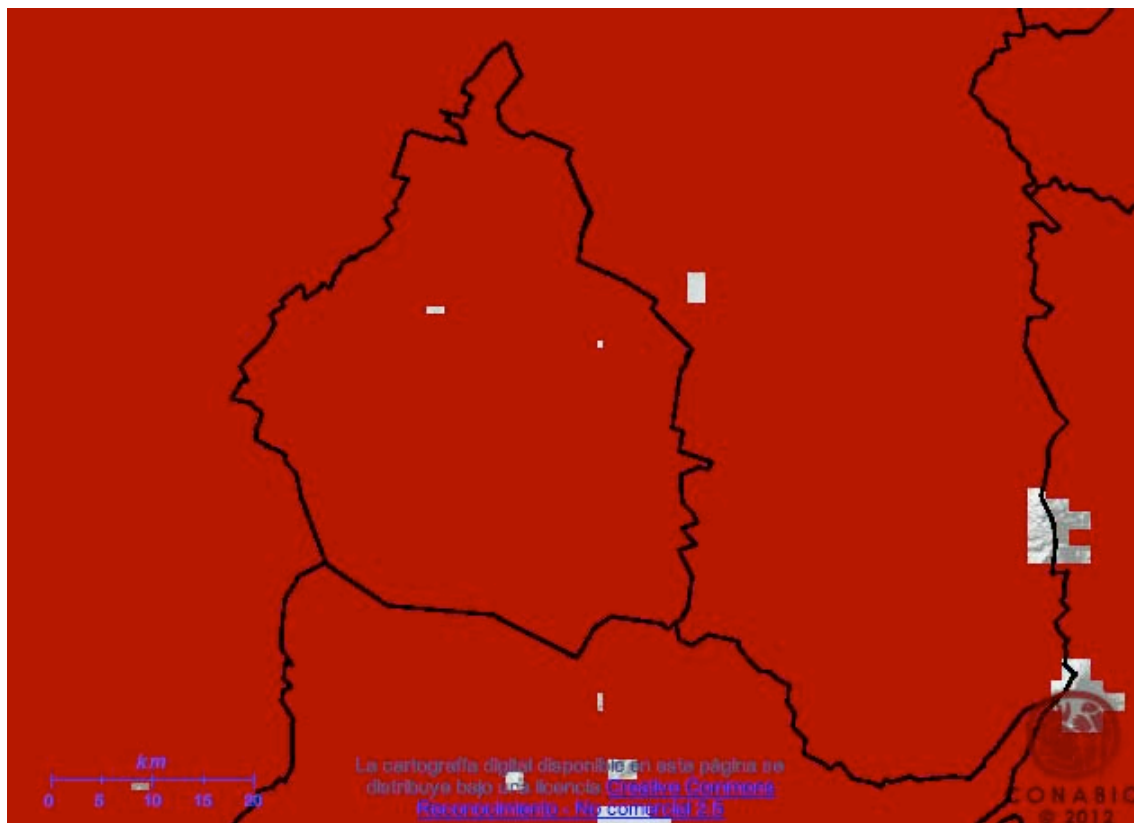 km
0 5 10 15 20
La cartografía digital disponible en esta página se
distribuye bajo una licencia Creative Commons
Reconocimiento - No comercial 2.5
CONABIO
© 2012